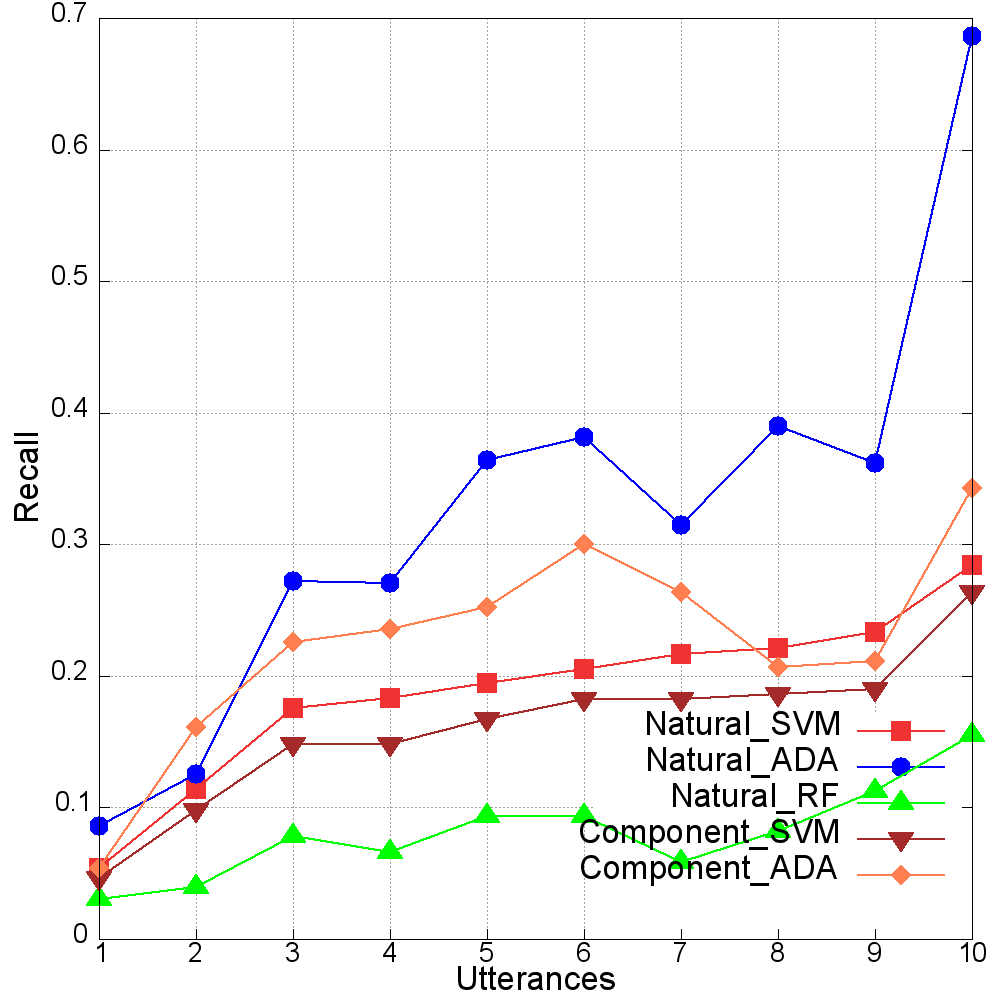 0.7
0.6
0.5
0.4
0.3
0.2
0.1
0
Recall
Natural_SVM
Natural_ADA
Natural_RF
Component_SVM
Component_ADA
1 2 3 4 5 6 7 8 9 10
Utterances